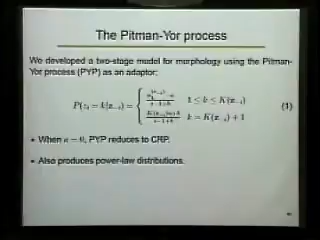 The Pitman-Yor process
We developed a two-stage model for morphology using the Pitman-
Yor process (PYP) as an adaptor:
(1)
• When a = 0, PYP reduces to CRP.
• Also produces power-law distributions.